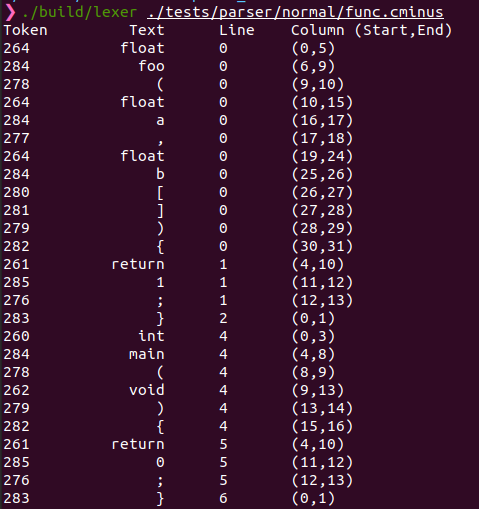 ❯ ./build/lexer ./tests/parser/normal/func.cminus
Token Text Line Column (Start,End)
264 float 0 (0,5)
284 foo 0 (6,9)
278 ( 0 (9,10)
264 float 0 (10,15)
284 a 0 (16,17)
277 , 0 (17,18)
264 float 0 (19,24)
284 b 0 (25,26)
280 [ 0 (26,27)
281 ] 0 (27,28)
279 ) 0 (28,29)
282 { 0 (30,31)
261 return 1 (4,10)
285 1 1 (11,12)
276 ; 1 (12,13)
283 } 2 (0,1)
260 int 4 (0,3)
284 main 4 (4,8)
278 ( 4 (8,9)
262 void 4 (9,13)
279 ) 4 (13,14)
282 { 4 (15,16)
261 return 5 (4,10)
285 0 5 (11,12)
276 ; 5 (12,13)
283 } 6 (0,1)